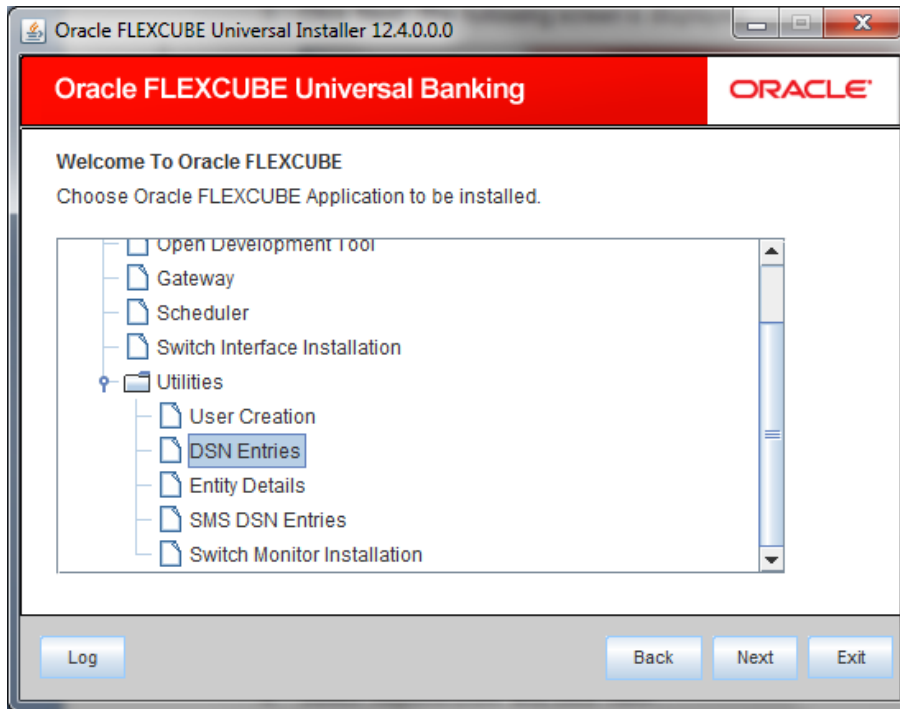 Oracle FLEXCUBE Universal Installer 12.4.0.0.0
Oracle FLEXCUBE Universal Banking
ORACLE
Welcome To Oracle FLEXCUBE
Choose Oracle FLEXCUBE Application to be installed.
Open Development Tool
Gateway
Scheduler
Switch Interface Installation
Utilities
User Creation
DSN Entries
Entity Details
SMS DSN Entries
Switch Monitor Installation
Log
Back
Next
Exit